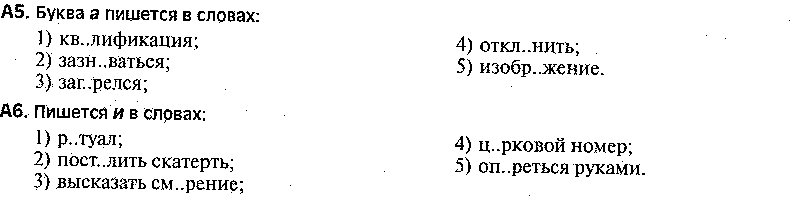 А5. Буква а пишется в словах:
1) кв..лификация;
2) зазн..ваться;
3) заг..релся;
4) откл..нить;
5) изобр..жение.
А6. Пишется и в словах:
1) р..туал;
2) пост..лить скатерть;
3) высказать см..рение;
4) ц..рковой номер;
5) оп..реться руками.